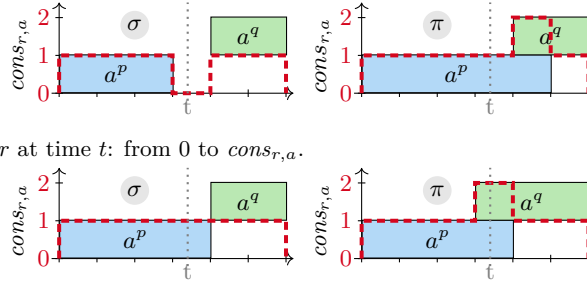 cons_{r,a} 2 σ a^q cons_{r,a} 2 π a^q
1 a^p 1 a^p
0 t 0 t
r at time t: from 0 to cons_{r,a}.
cons_{r,a} 2 σ a^q cons_{r,a} 2 π a^q
1 a^p 1 a^p
0 t 0 t